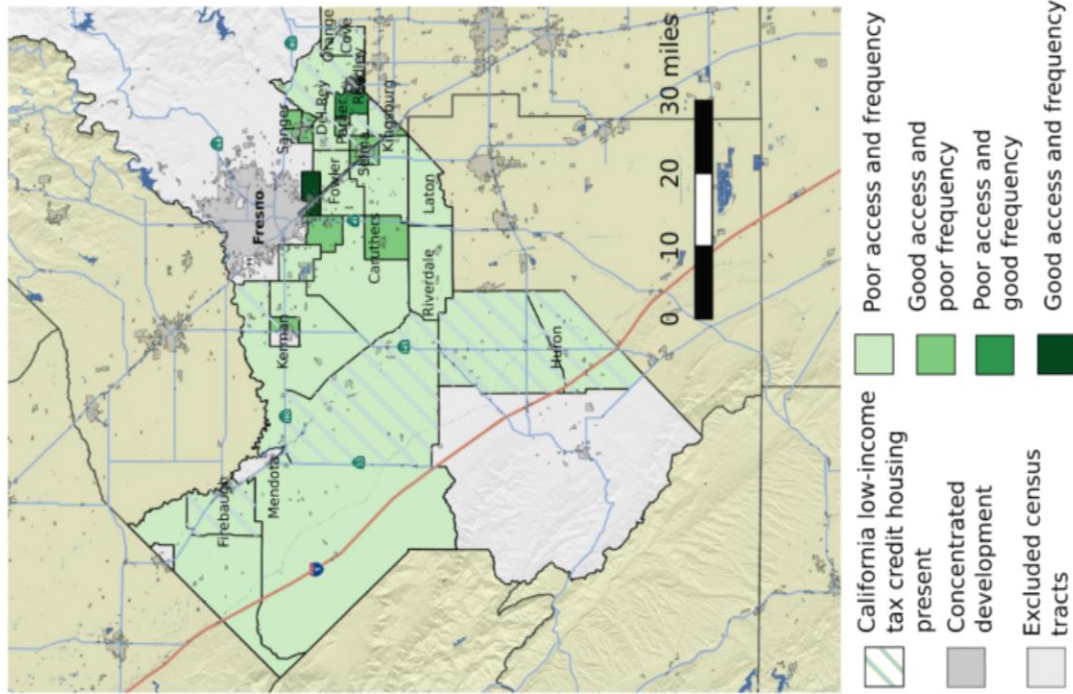 Fresno
Sanger
Del Rey
Orange
Cove
Parlier
Reedley
Fowler
Selma
Kingsburg
Kerman
Caruthers
Laton
Riverdale
Firebaugh
Mendota
Huron
0 10 20 30 miles
California low-income
tax credit housing
present
Concentrated
development
Excluded census
tracts
Poor access and frequency
Good access and
poor frequency
Poor access and
good frequency
Good access and frequency